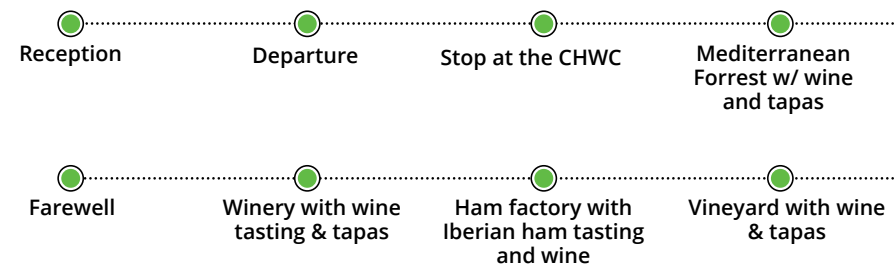 Reception
Departure
Stop at the CHWC
Mediterranean
Forrest w/ wine
and tapas
Farewell
Winery with wine
tasting & tapas
Ham factory with
Iberian ham tasting
and wine
Vineyard with wine
& tapas